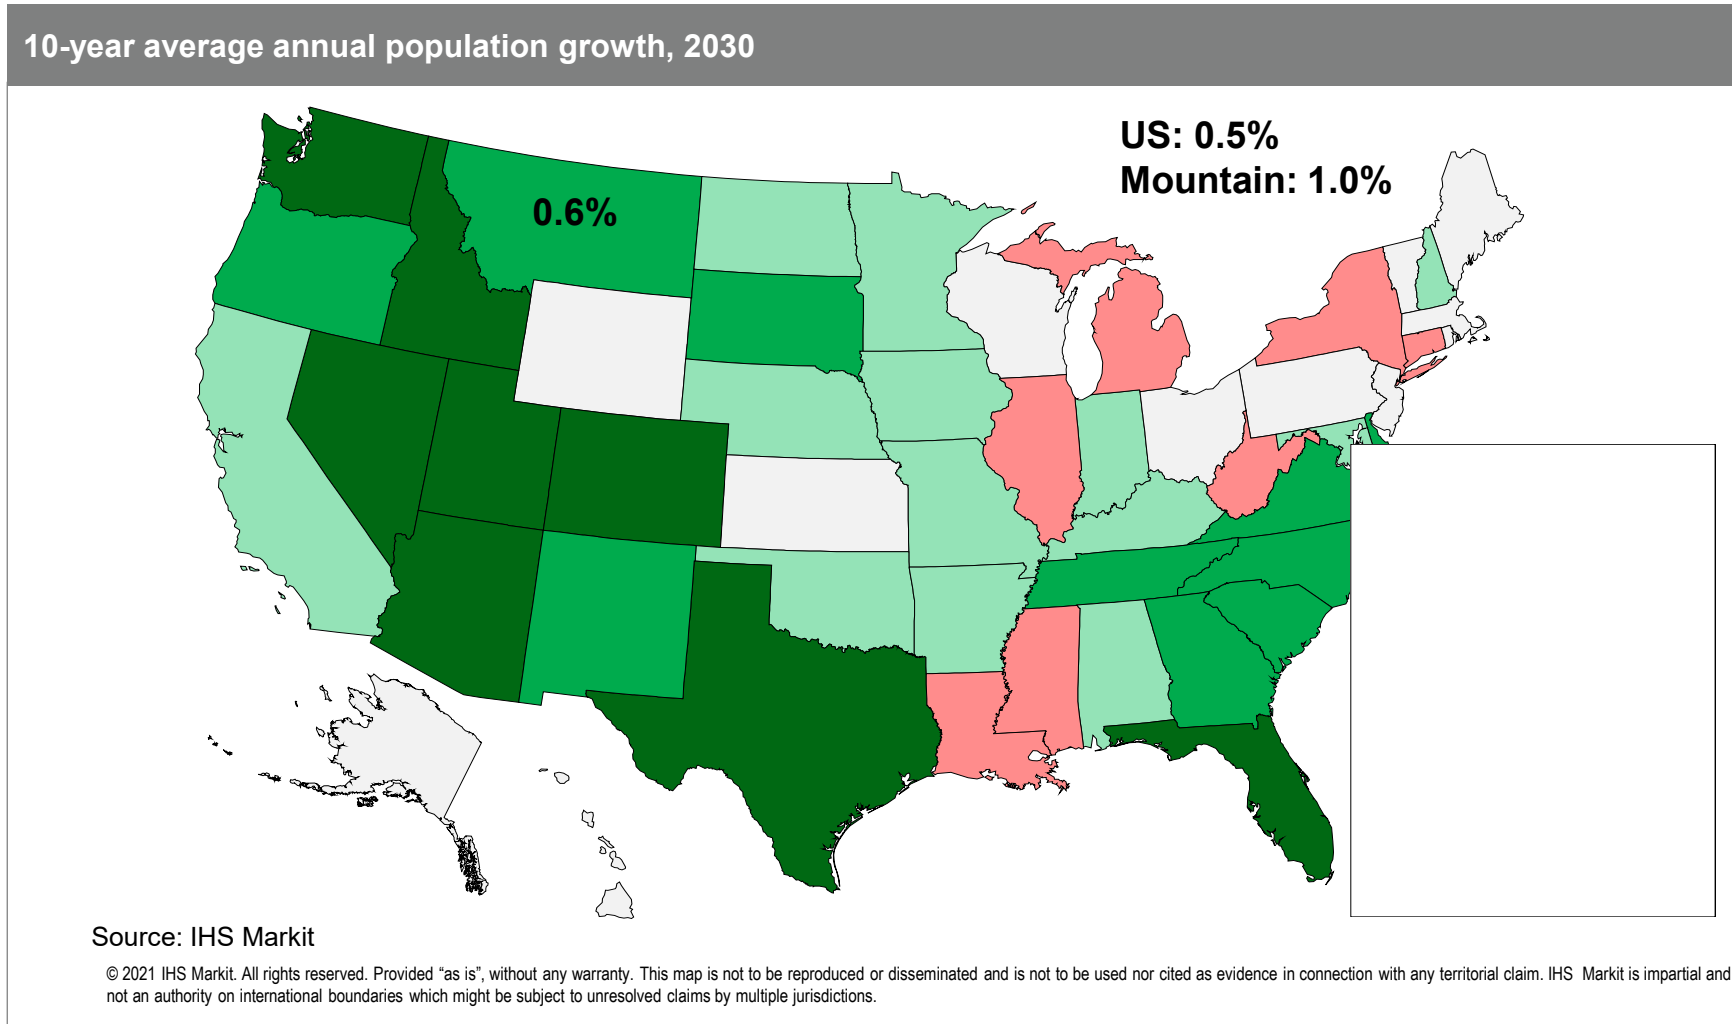 10-year average annual population growth, 2030
US: 0.5%
Mountain: 1.0%
0.6%
Source: IHS Markit
© 2021 IHS Markit. All rights reserved. Provided “as is”, without any warranty. This map is not to be reproduced or disseminated and is not to be used nor cited as evidence in connection with any territorial claim. IHS Markit is impartial and
not an authority on international boundaries which might be subject to unresolved claims by multiple jurisdictions.